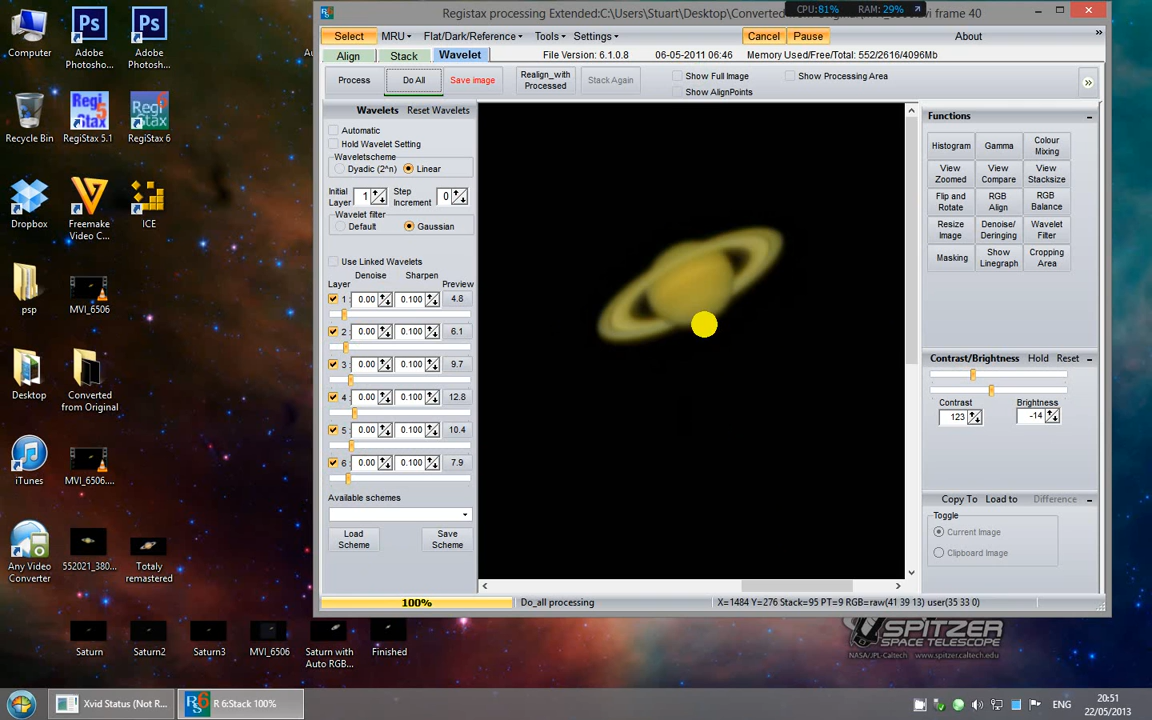 CPU:81% RAM:29%
Registax processing Extended:C:\Users\Stuart\Desktop\Converted frame 40
Select MRU Flat/Dark/Reference Tools Settings Cancel Pause About
Align Stack Wavelet File Version: 6.1.0.8 06-05-2011 06:46 Memory Used/Free/Total: 552/2616/4096Mb
Process Do All Save image Realign_with Processed Stack Again
Show Full Image Show Processing Area
Show AlignPoints
Wavelets Reset Wavelets
Automatic
Hold Wavelet Setting
Waveletscheme
Dyadic (2^n) Linear
Initial Layer 1 Step Increment 0
Wavelet filter
Default Gaussian
Use Linked Wavelets
Denoise Sharpen
Layer Preview
1 0.00 0.100 4.8
2 0.00 0.100 6.1
3 0.00 0.100 9.7
4 0.00 0.100 12.8
5 0.00 0.100 10.4
6 0.00 0.100 7.9
Available schemes
Load Scheme Save Scheme
100% Do_all processing X=1484 Y=276 Stack=95 PT=9 RGB=raw(41 39 13) user(35 33 0)
Functions
Histogram Gamma Colour Mixing
View Zoomed View Compare View Stacksize
Flip and Rotate RGB Align RGB Balance
Resize Image Denoise/ Deringing Wavelet Filter
Masking Show Linegraph Cropping Area
Contrast/Brightness Hold Reset
Contrast Brightness
123 -14
Copy To Load to Difference
Toggle
Current Image
Clipboard Image
Computer
Adobe Photosho...
Adobe Photosh...
Recycle Bin
RegiStax 5.1
RegiStax 6
Dropbox
Freemake Video C...
ICE
psp
MVI_6506
Desktop
Converted from Original
iTunes
MVI_6506....
Any Video Converter
552021_380...
Totaly remastered
Saturn
Saturn2
Saturn3
MVI_6506
Saturn with Auto RGB...
Finished
SPITZER
SPACE TELESCOPE
NASA/JPL-Caltech www.spitzer.caltech.edu
Xvid Status (Not R... R 6:Stack 100% ENG 20:51
22/05/2013